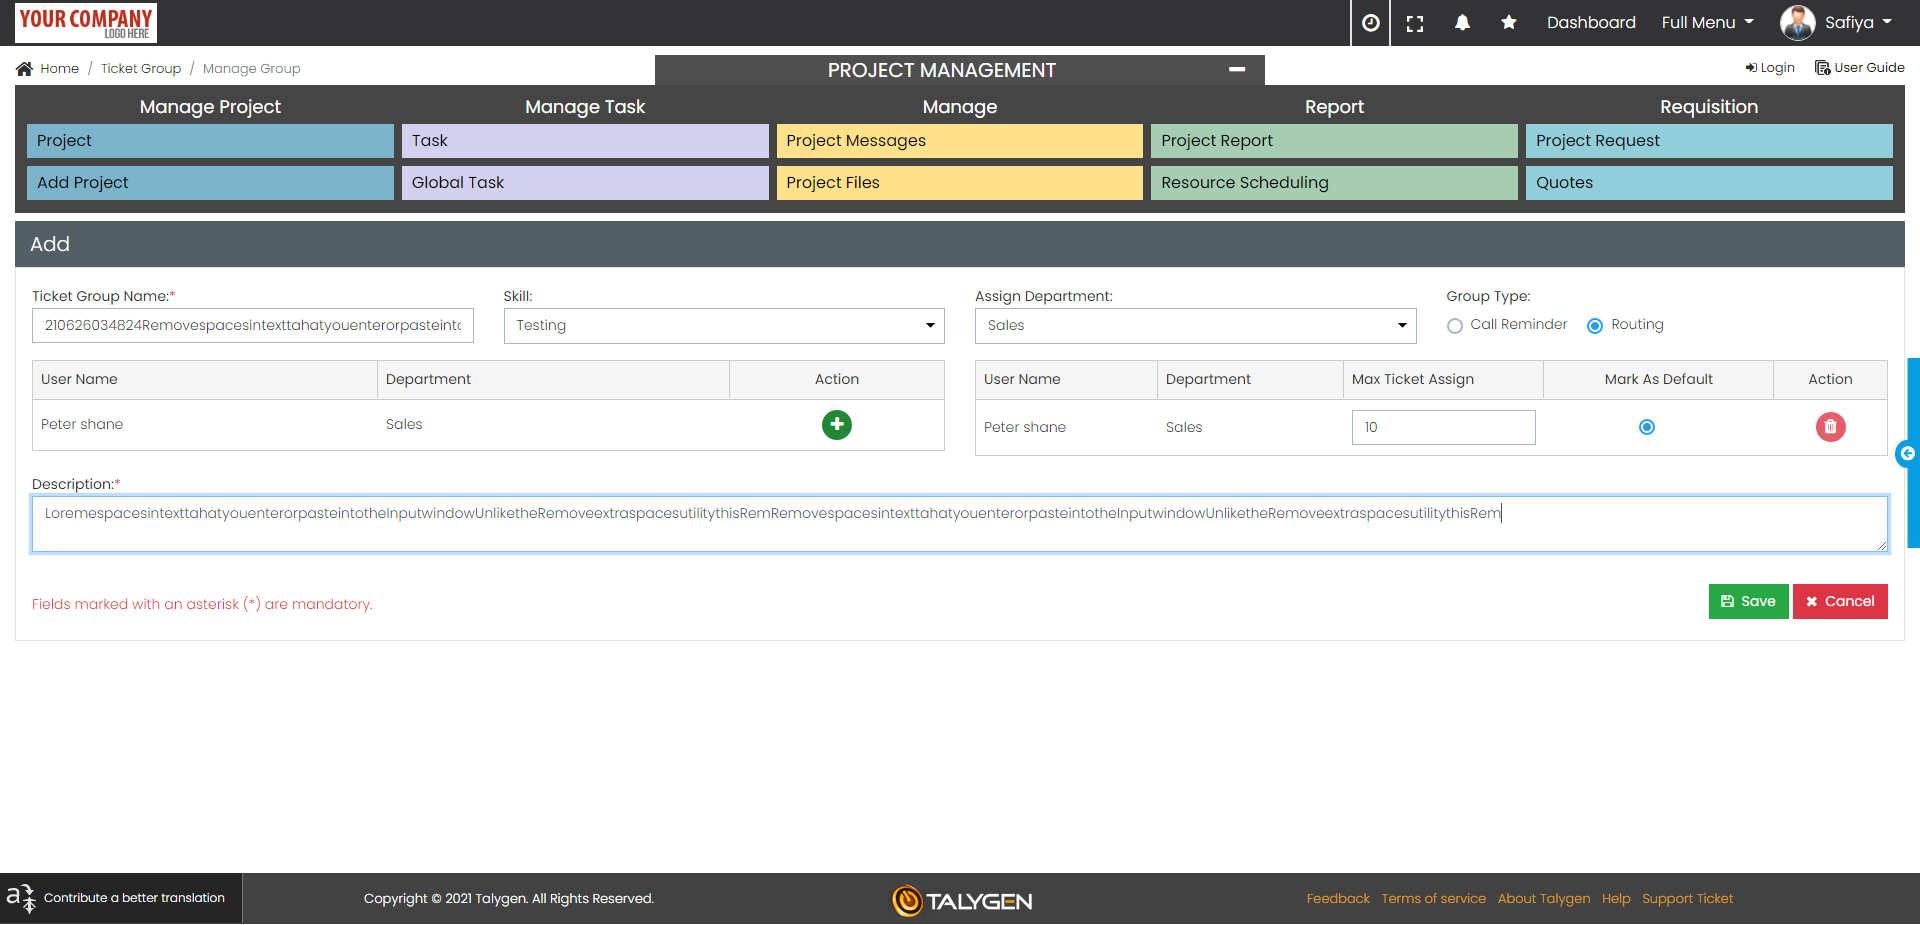 YOUR COMPANY
LOGO HERE
Dashboard Full Menu Safiya
Home / Ticket Group / Manage Group
PROJECT MANAGEMENT
Login User Guide
Manage Project Manage Task Manage Report Requisition
Project Task Project Messages Project Report Project Request
Add Project Global Task Project Files Resource Scheduling Quotes
Add
Ticket Group Name:* Skill: Assign Department: Group Type:
210626034824Removespacesintexttahatyouenterorpasteintc Testing Sales Call Reminder Routing
User Name Department Action User Name Department Max Ticket Assign Mark As Default Action
Peter shane Sales Peter shane Sales 10
Description:*
LoremespacesintexttahatyouenterorpasteintotheInputwindowUnliketheRemoveextraspacesutilitythisRemRemovespacesintexttahatyouenterorpasteintotheInputwindowUnliketheRemoveextraspacesutilitythisRem
Fields marked with an asterisk (*) are mandatory.
Save Cancel
Contribute a better translation Copyright © 2021 Talygen. All Rights Reserved. TALYGEN Feedback Terms of service About Talygen Help Support Ticket